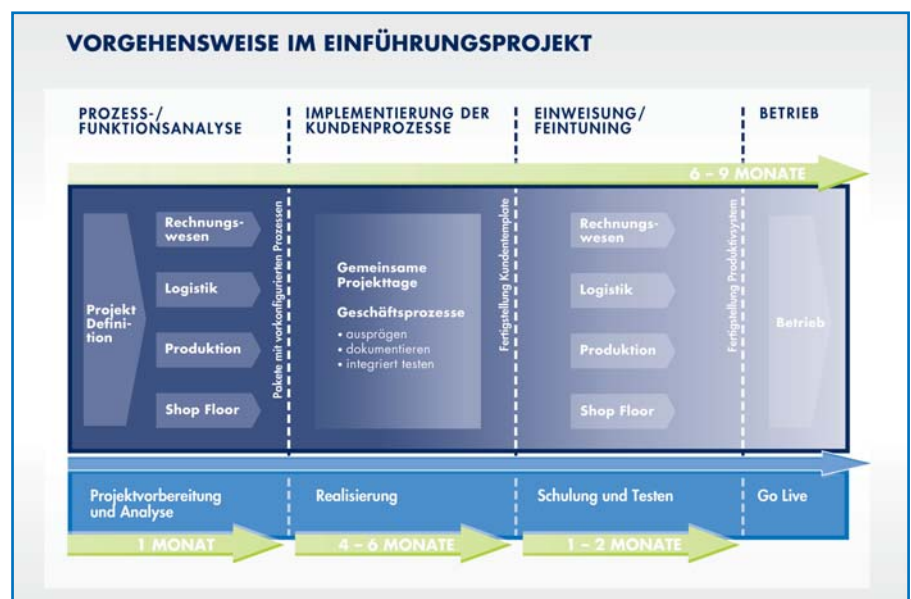 VORGEHENSWEISE IM EINFÜHRUNGSPROJEKT
PROZESS-/
FUNKTIONSANALYSE
IMPLEMENTIERUNG DER
KUNDENPROZESSE
EINWEISUNG/
FEINTUNING
BETRIEB
6 – 9 MONATE
Projekt
Defini-
tion
Rechnungs-
wesen
Logistik
Produktion
Shop Floor
Pakete mit vorkonfigurierten Prozessen
Gemeinsame
Projekttage
Geschäftsprozesse
• ausprägen
• dokumentieren
• integriert testen
Fertigstellung Kundentemplate
Rechnungs-
wesen
Logistik
Produktion
Shop Floor
Fertigstellung Produktivsystem
Betrieb
Projektvorbereitung
und Analyse
Realisierung
Schulung und Testen
Go Live
1 MONAT
4 – 6 MONATE
1 – 2 MONATE